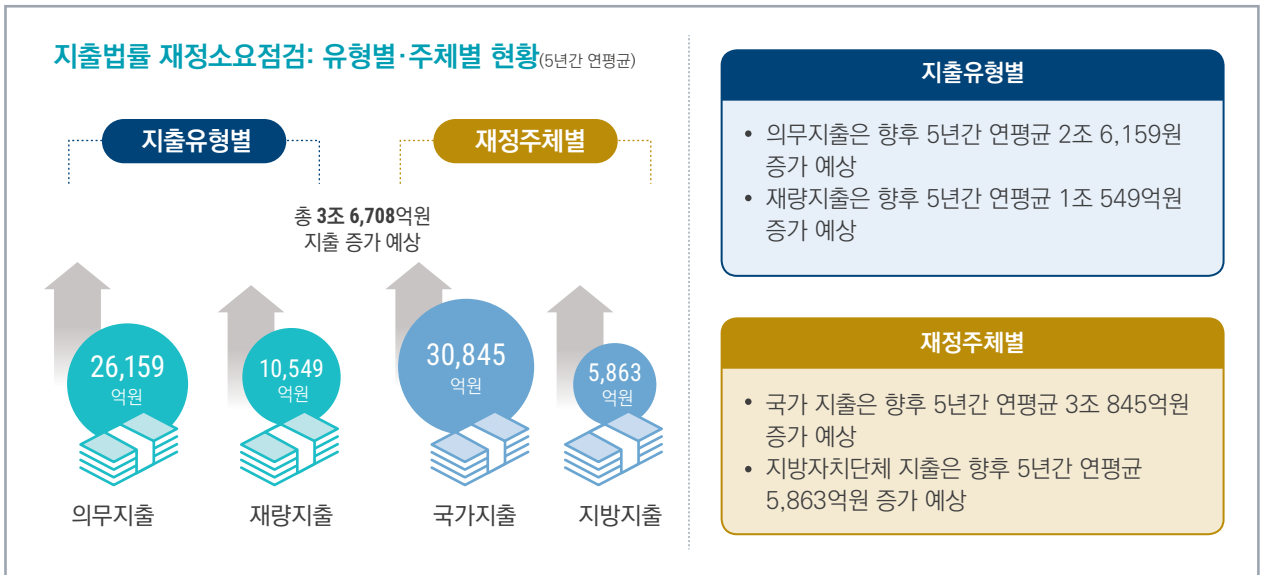 지출법률 재정소요점검: 유형별·주체별 현황(5년간 연평균)
지출유형별
재정주체별
총 3조 6,708억원
지출 증가 예상
26,159
억원
10,549
억원
30,845
억원
5,863
억원
의무지출
재량지출
국가지출
지방지출
지출유형별
• 의무지출은 향후 5년간 연평균 2조 6,159원
증가 예상
• 재량지출은 향후 5년간 연평균 1조 549억원
증가 예상
재정주체별
• 국가 지출은 향후 5년간 연평균 3조 845억원
증가 예상
• 지방자치단체 지출은 향후 5년간 연평균
5,863억원 증가 예상